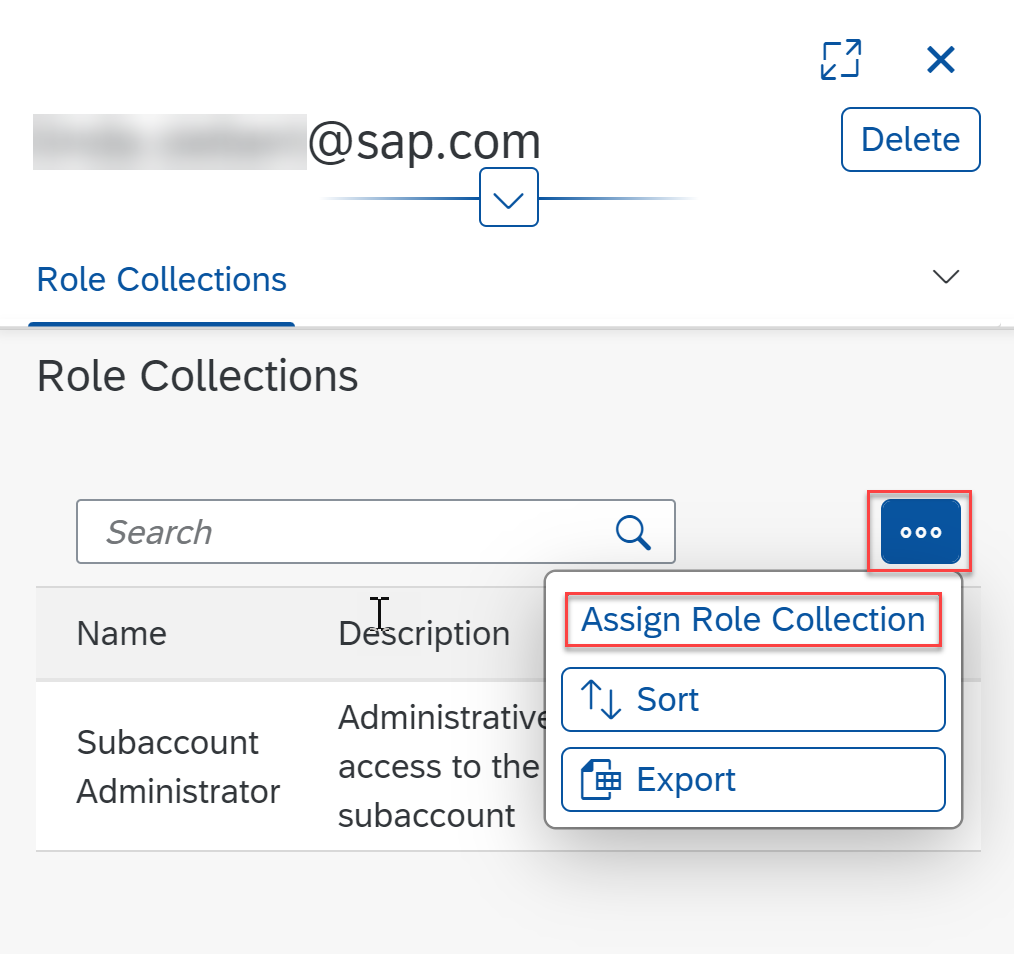 @sap.com
Delete
Role Collections
Role Collections
Search
Name Description
Assign Role Collection
Sort
Export
Subaccount
Administrator
Administrative
access to the
subaccount